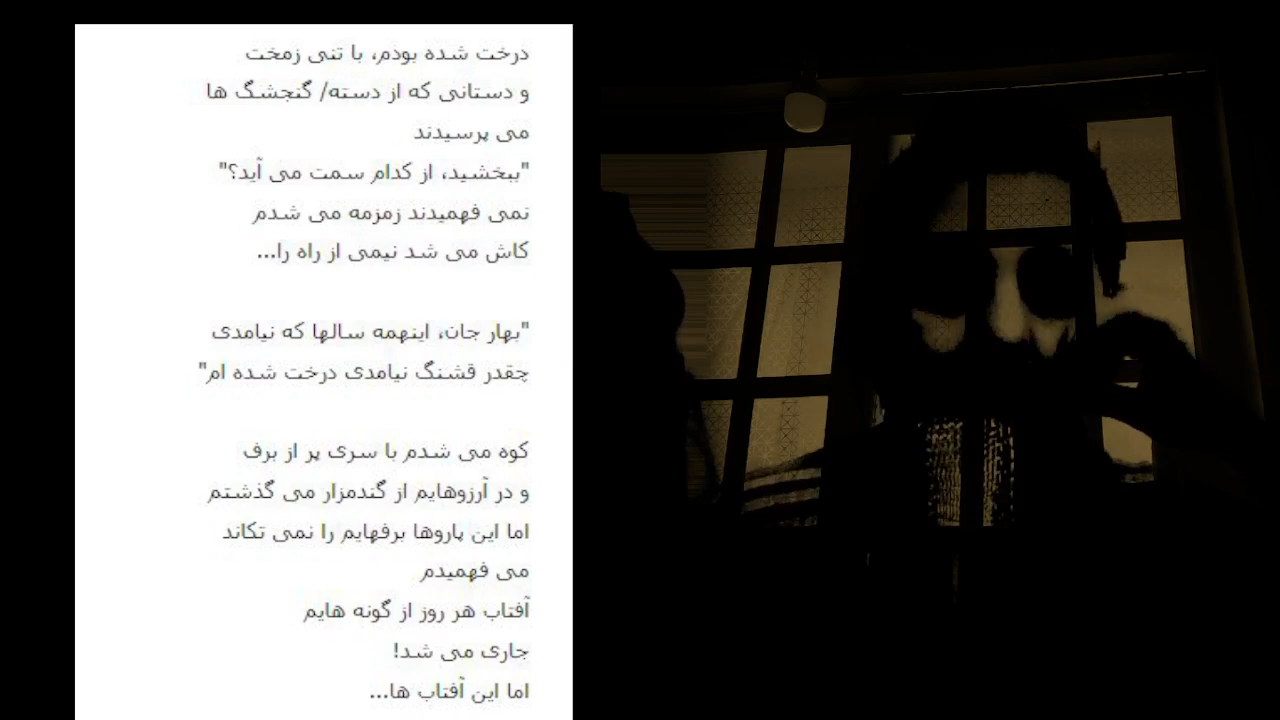 درخت شده بودم، با تنی زمخت
و دستانی که از دسته/ گنجشگ ها
می پرسیدند
"ببخشید، از کدام سمت می آید؟"
نمی فهمیدند زمزمه می شدم
کاش می شد نیمی از راه را...
"بهار جان، اینهمه سالها که نیامدی
چقدر قشنگ نیامدی درخت شده ام"
کوه می شدم با سری پر از برف
و در آرزوهایم از گندمزار می گذشتم
اما این پاروها برفهایم را نمی تکاند
می فهمیدم
آفتاب هر روز از گونه هایم
جاری می شد!
اما این آفتاب ها...